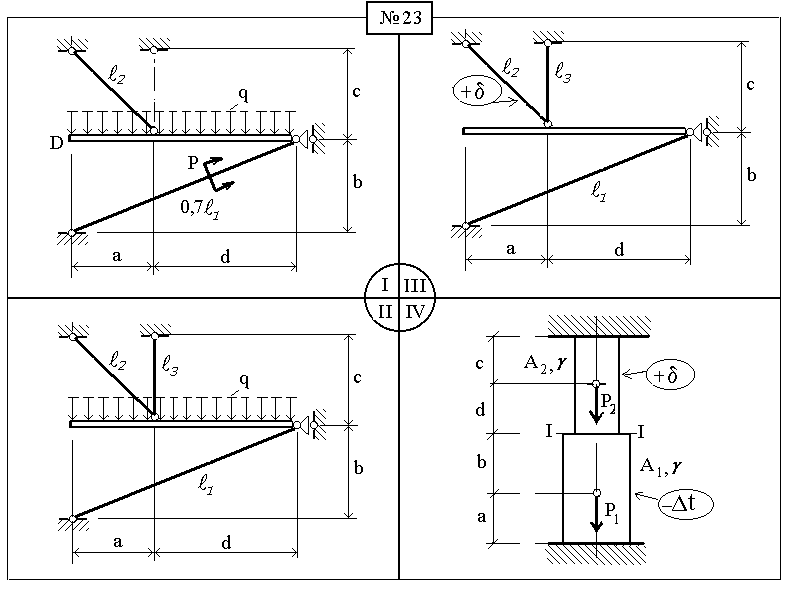 №23
ℓ2
q
c
D
P
0,7ℓ1
b
a
d
ℓ2
ℓ3
+δ
c
b
ℓ1
a
d
I
III
II
IV
ℓ2
ℓ3
q
c
ℓ1
b
a
d
c
A2, γ
+δ
P2
d
I
I
b
A1, γ
P1
–Δt
a